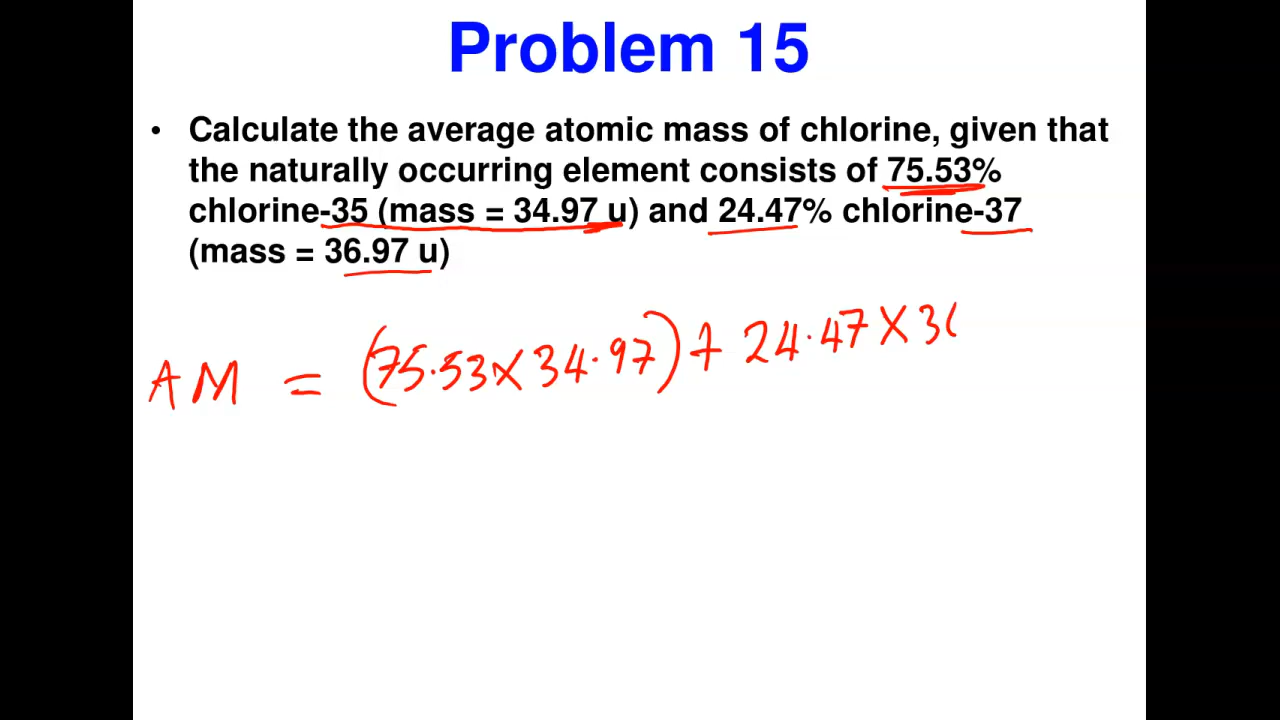 Problem 15
• Calculate the average atomic mass of chlorine, given that
the naturally occurring element consists of 75.53%
chlorine-35 (mass = 34.97 u) and 24.47% chlorine-37
(mass = 36.97 u)
AM = (75.53 × 34.97) + 24.47 × 3